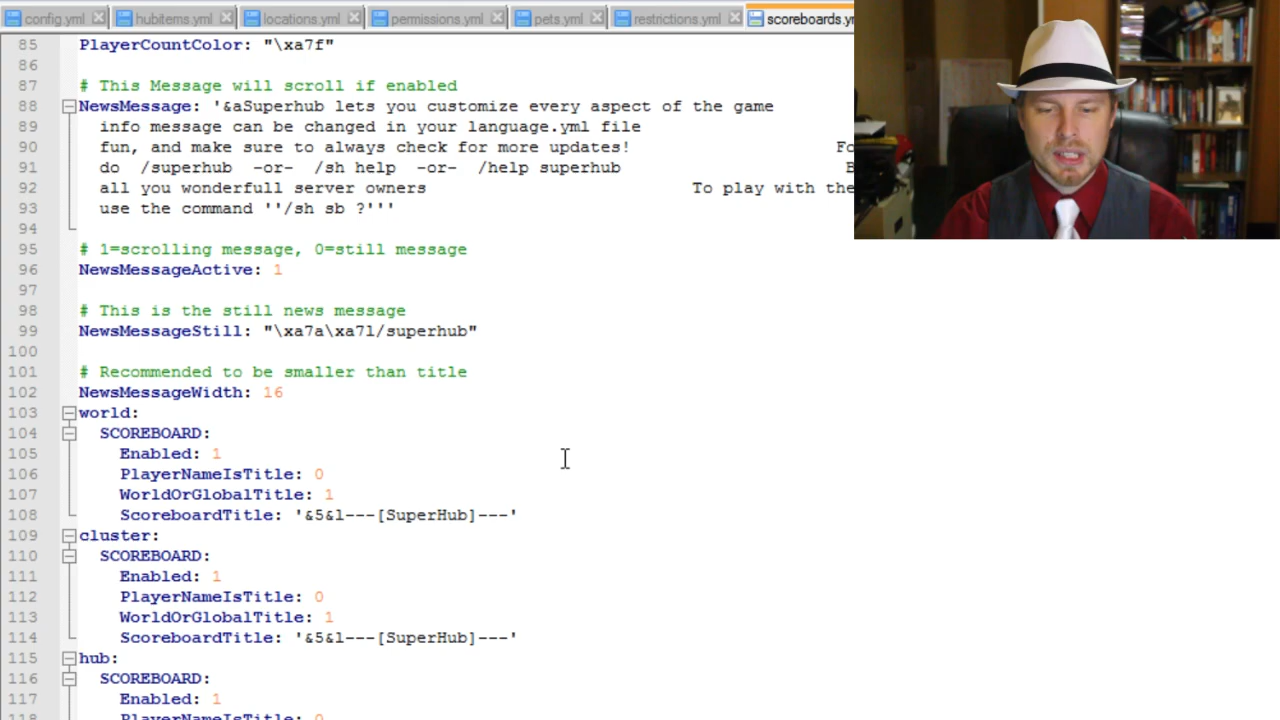 config.yml hubitems.yml locations.yml permissions.yml pets.yml restrictions.yml scoreboards.ym
85 PlayerCountColor: "\xa7f"
86
87 # This Message will scroll if enabled
88 NewsMessage: '&aSuperhub lets you customize every aspect of the game
89 info message can be changed in your language.yml file
90 fun, and make sure to always check for more updates! Fo
91 do /superhub -or- /sh help -or- /help superhub
92 all you wonderfull server owners To play with the
93 use the command ''/sh sb ?'''
94
95 # 1=scrolling message, 0=still message
96 NewsMessageActive: 1
97
98 # This is the still news message
99 NewsMessageStill: "\xa7a\xa7l/superhub"
100
101 # Recommended to be smaller than title
102 NewsMessageWidth: 16
103 world:
104 SCOREBOARD:
105 Enabled: 1
106 PlayerNameIsTitle: 0
107 WorldOrGlobalTitle: 1
108 ScoreboardTitle: '&5&l---[SuperHub]---'
109 cluster:
110 SCOREBOARD:
111 Enabled: 1
112 PlayerNameIsTitle: 0
113 WorldOrGlobalTitle: 1
114 ScoreboardTitle: '&5&l---[SuperHub]---'
115 hub:
116 SCOREBOARD:
117 Enabled: 1
118 PlayerNameIsTitle: 0